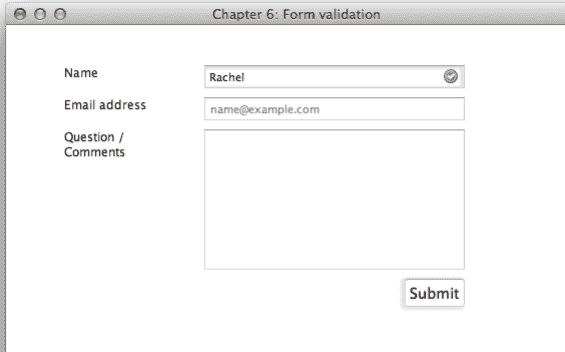 Chapter 6: Form validation
Name
Rachel
Email address
name@example.com
Question /
Comments
Submit